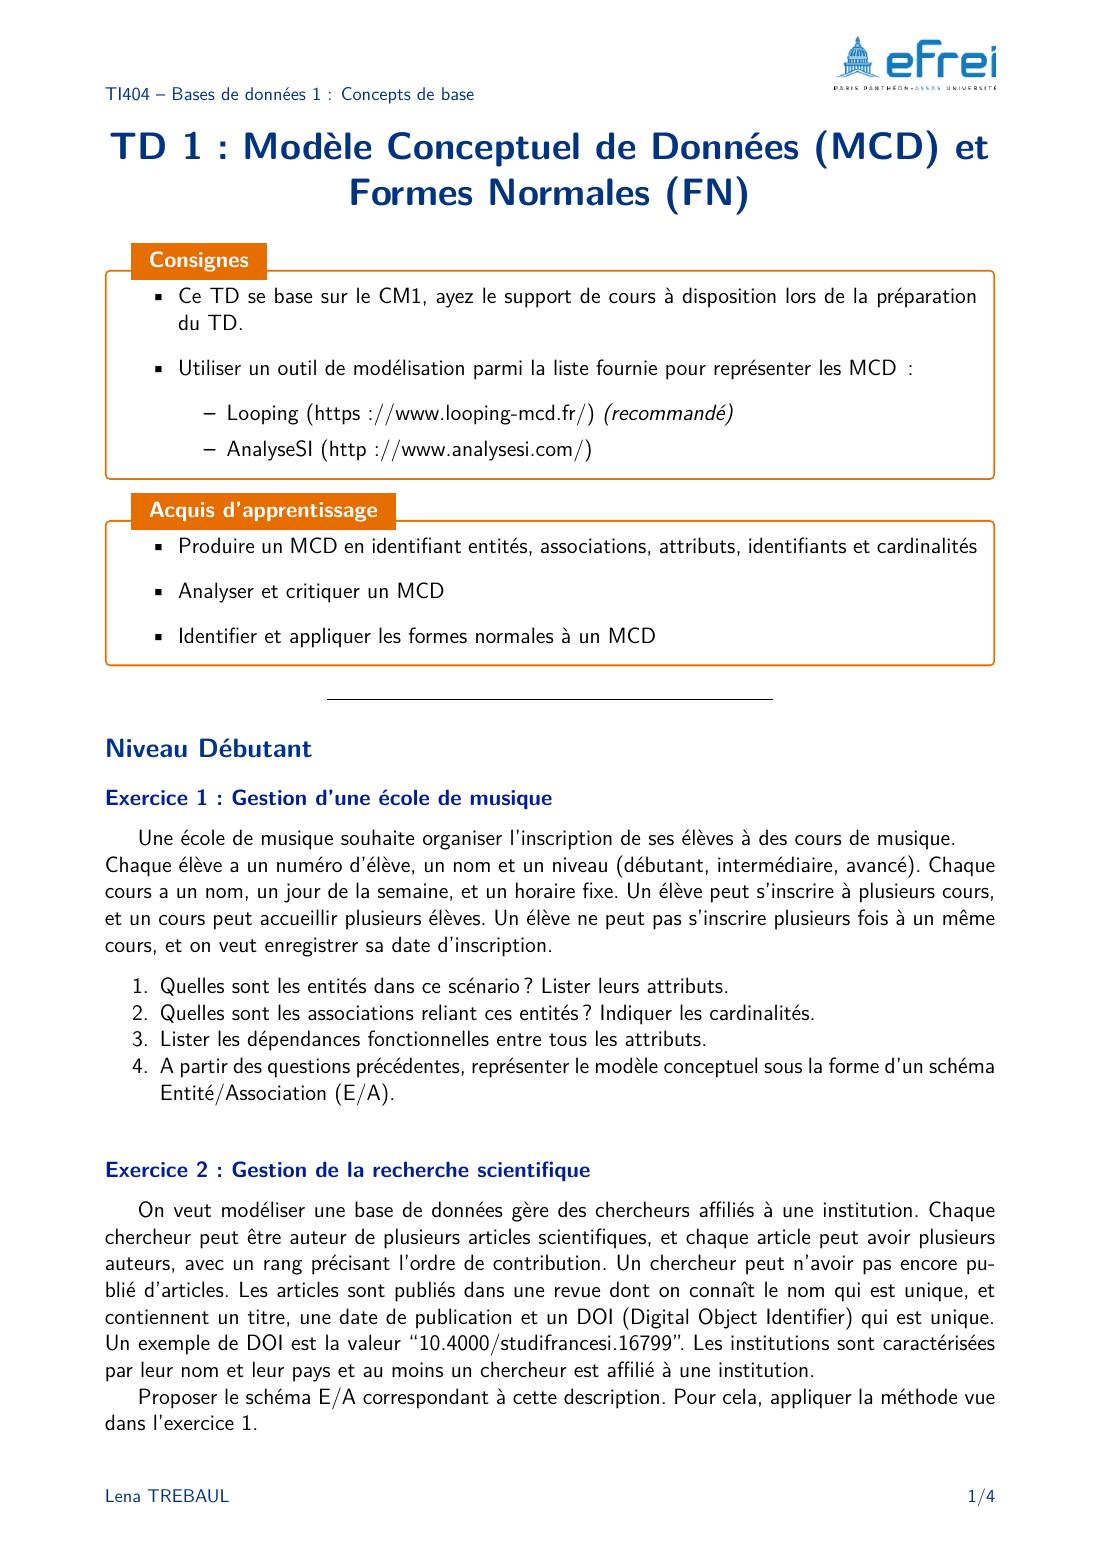 efrei
PARIS PANTHÉON-ASSAS UNIVERSITÉ
TI404 – Bases de données 1 : Concepts de base
TD 1 : Modèle Conceptuel de Données (MCD) et
Formes Normales (FN)
Consignes
▪ Ce TD se base sur le CM1, ayez le support de cours à disposition lors de la préparation
du TD.
▪ Utiliser un outil de modélisation parmi la liste fournie pour représenter les MCD :
– Looping (https ://www.looping-mcd.fr/) (recommandé)
– AnalyseSI (http ://www.analysesi.com/)
Acquis d'apprentissage
▪ Produire un MCD en identifiant entités, associations, attributs, identifiants et cardinalités
▪ Analyser et critiquer un MCD
▪ Identifier et appliquer les formes normales à un MCD
Niveau Débutant
Exercice 1 : Gestion d'une école de musique
Une école de musique souhaite organiser l'inscription de ses élèves à des cours de musique.
Chaque élève a un numéro d'élève, un nom et un niveau (débutant, intermédiaire, avancé). Chaque
cours a un nom, un jour de la semaine, et un horaire fixe. Un élève peut s'inscrire à plusieurs cours,
et un cours peut accueillir plusieurs élèves. Un élève ne peut pas s'inscrire plusieurs fois à un même
cours, et on veut enregistrer sa date d'inscription.
1. Quelles sont les entités dans ce scénario ? Lister leurs attributs.
2. Quelles sont les associations reliant ces entités ? Indiquer les cardinalités.
3. Lister les dépendances fonctionnelles entre tous les attributs.
4. A partir des questions précédentes, représenter le modèle conceptuel sous la forme d'un schéma
Entité/Association (E/A).
Exercice 2 : Gestion de la recherche scientifique
On veut modéliser une base de données gère des chercheurs affiliés à une institution. Chaque
chercheur peut être auteur de plusieurs articles scientifiques, et chaque article peut avoir plusieurs
auteurs, avec un rang précisant l'ordre de contribution. Un chercheur peut n'avoir pas encore pu-
blié d'articles. Les articles sont publiés dans une revue dont on connaît le nom qui est unique, et
contiennent un titre, une date de publication et un DOI (Digital Object Identifier) qui est unique.
Un exemple de DOI est la valeur “10.4000/studifrancesi.16799”. Les institutions sont caractérisées
par leur nom et leur pays et au moins un chercheur est affilié à une institution.
Proposer le schéma E/A correspondant à cette description. Pour cela, appliquer la méthode vue
dans l'exercice 1.
Lena TREBAUL
1/4